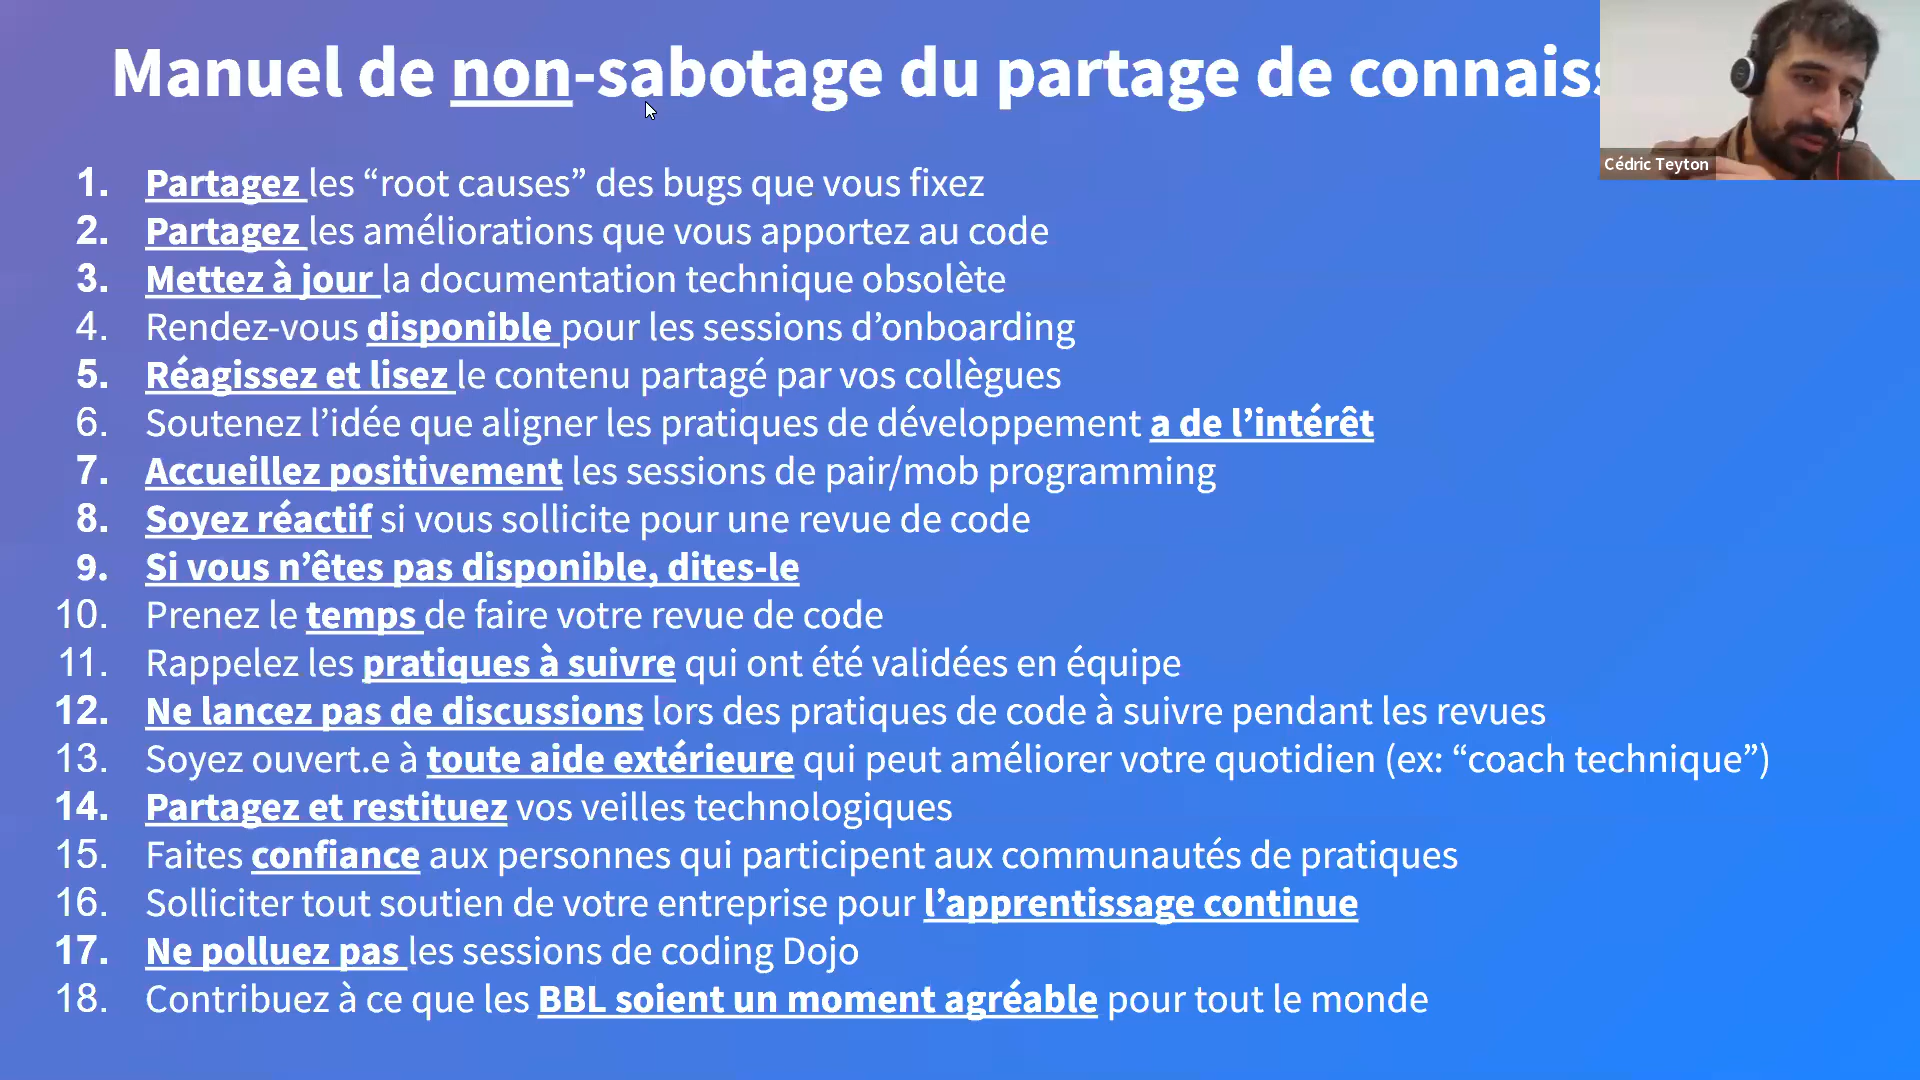 Manuel de non-sabotage du partage de connaiss
Cédric Teyton
1. Partagez les “root causes” des bugs que vous fixez
2. Partagez les améliorations que vous apportez au code
3. Mettez à jour la documentation technique obsolète
4. Rendez-vous disponible pour les sessions d’onboarding
5. Réagissez et lisez le contenu partagé par vos collègues
6. Soutenez l’idée que aligner les pratiques de développement a de l’intérêt
7. Accueillez positivement les sessions de pair/mob programming
8. Soyez réactif si vous sollicite pour une revue de code
9. Si vous n’êtes pas disponible, dites-le
10. Prenez le temps de faire votre revue de code
11. Rappelez les pratiques à suivre qui ont été validées en équipe
12. Ne lancez pas de discussions lors des pratiques de code à suivre pendant les revues
13. Soyez ouvert.e à toute aide extérieure qui peut améliorer votre quotidien (ex: “coach technique”)
14. Partagez et restituez vos veilles technologiques
15. Faites confiance aux personnes qui participent aux communautés de pratiques
16. Solliciter tout soutien de votre entreprise pour l’apprentissage continue
17. Ne polluez pas les sessions de coding Dojo
18. Contribuez à ce que les BBL soient un moment agréable pour tout le monde